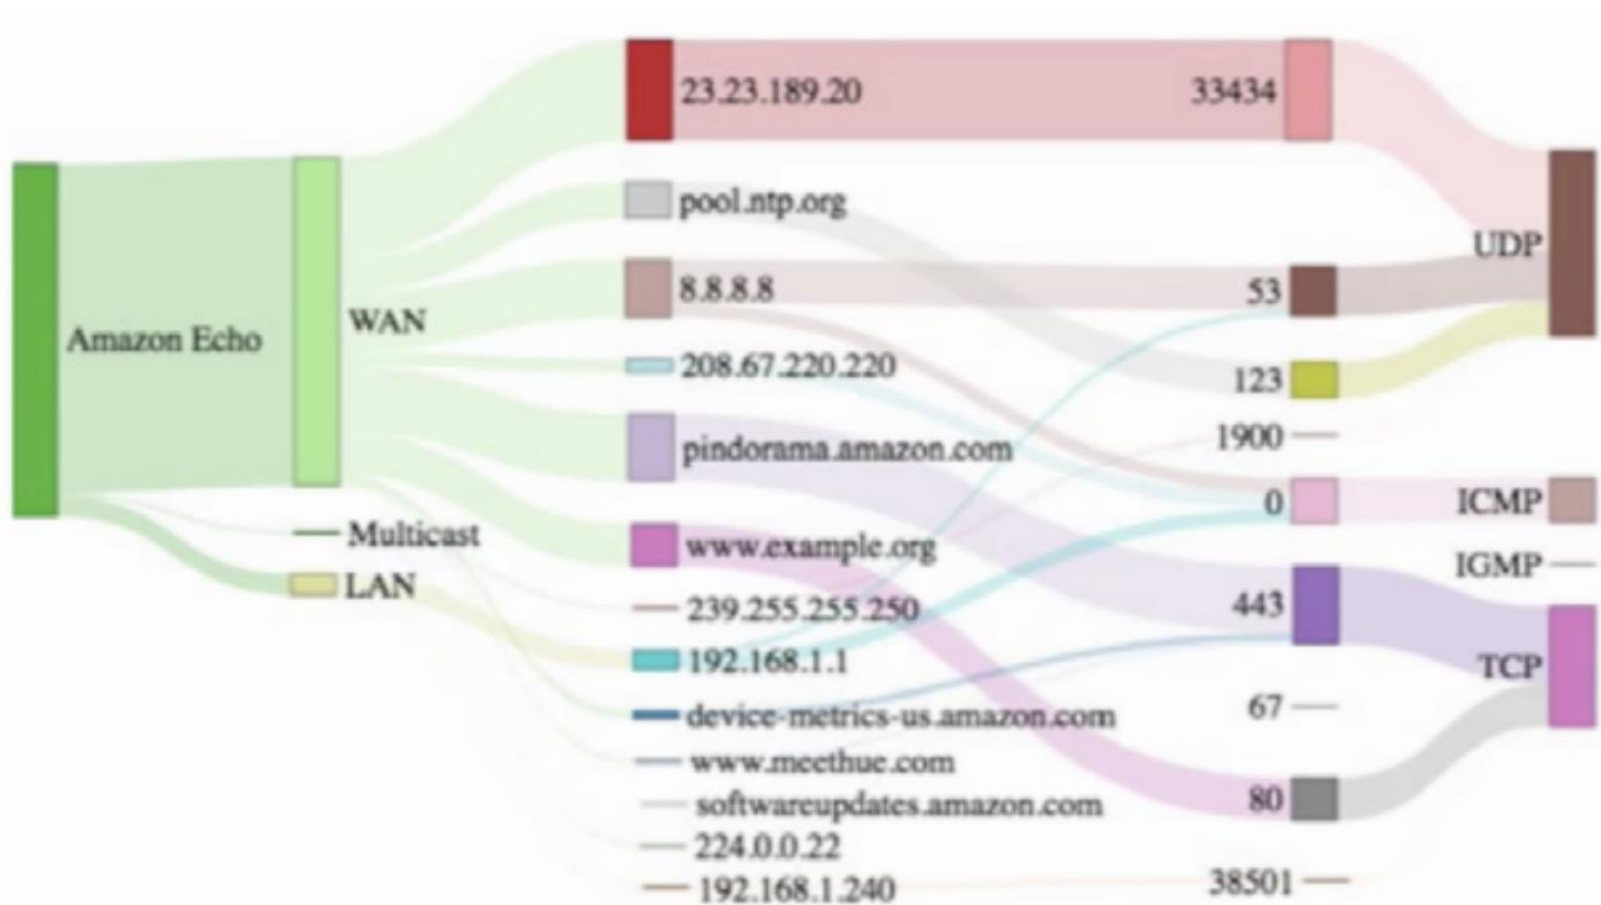 Amazon Echo
WAN
Multicast
LAN
23.23.189.20
pool.ntp.org
8.8.8.8
208.67.220.220
pindorama.amazon.com
www.example.org
239.255.255.250
192.168.1.1
device-metrics-us.amazon.com
www.meethue.com
softwareupdates.amazon.com
224.0.0.22
192.168.1.240
33434
53
123
1900
0
443
67
80
38501
UDP
ICMP
IGMP
TCP